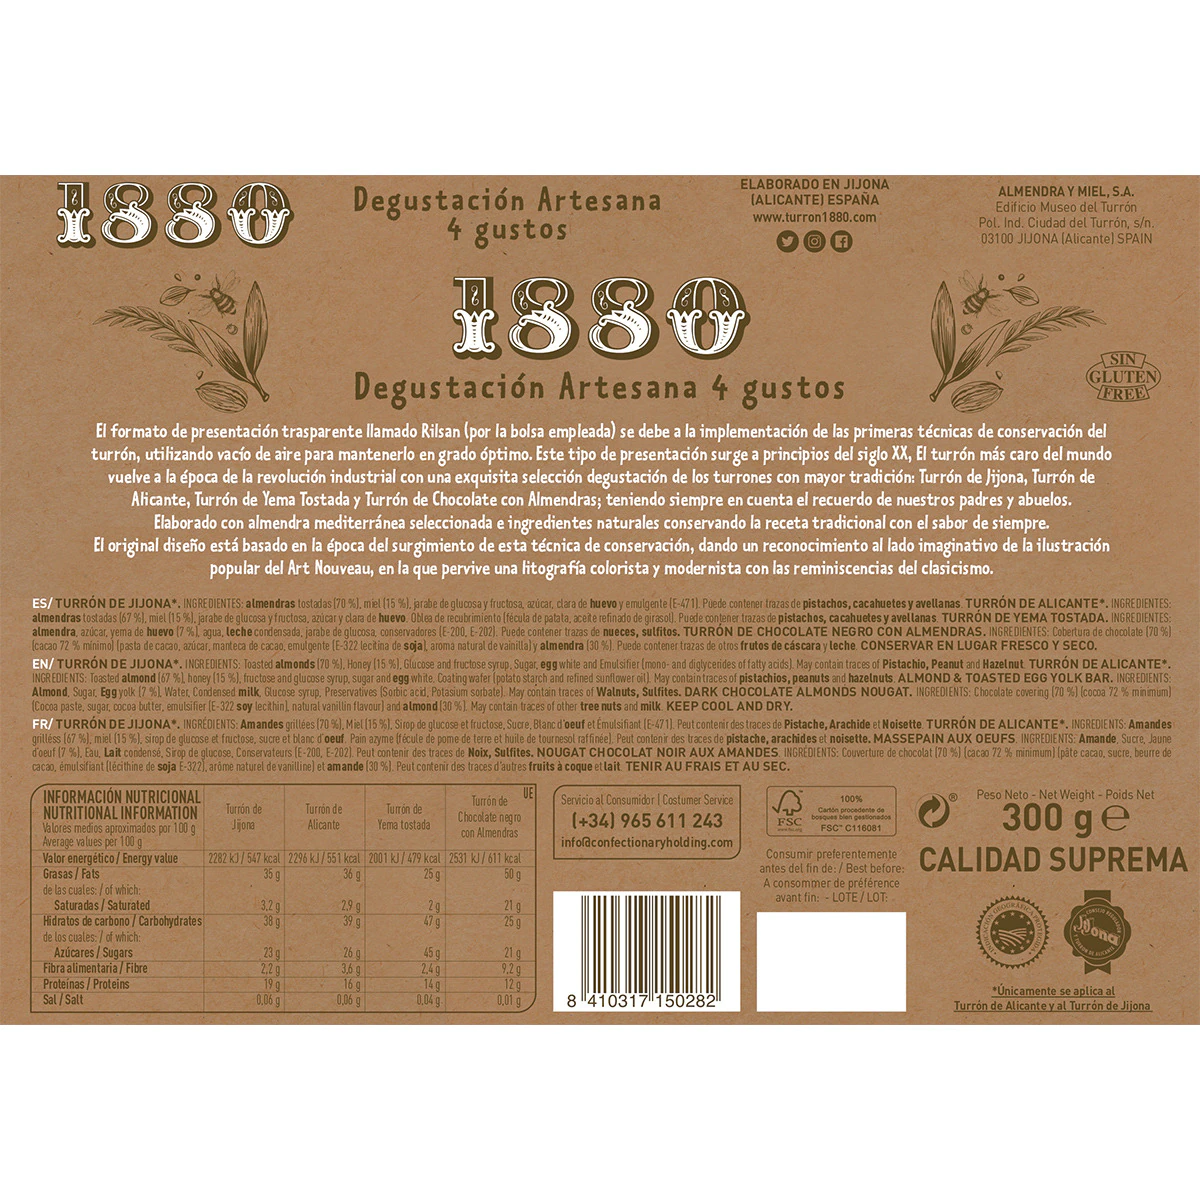 1880
Degustación Artesana
4 gustos
ELABORADO EN JIJONA
(ALICANTE) ESPAÑA
www.turron1880.com
ALMENDRA Y MIEL, S.A.
Edificio Museo del Turrón
Pol. Ind. Ciudad del Turrón, s/n.
03100 JIJONA (Alicante) SPAIN
1880
Degustación Artesana 4 gustos
SIN
GLUTEN
FREE
El formato de presentación trasparente llamado Rilsan (por la bolsa empleada) se debe a la implementación de las primeras técnicas de conservación del
turrón, utilizando vacío de aire para mantenerlo en grado óptimo. Este tipo de presentación surge a principios del siglo XX, El turrón más caro del mundo
vuelve a la época de la revolución industrial con una exquisita selección degustación de los turrones con mayor tradición: Turrón de Jijona, Turrón de
Alicante, Turrón de Yema Tostada y Turrón de Chocolate con Almendras; teniendo siempre en cuenta el recuerdo de nuestros padres y abuelos.
Elaborado con almendra mediterránea seleccionada e ingredientes naturales conservando la receta tradicional con el sabor de siempre.
El original diseño está basado en la época del surgimiento de esta técnica de conservación, dando un reconocimiento al lado imaginativo de la ilustración
popular del Art Nouveau, en la que pervive una litografía colorista y modernista con las reminiscencias del clasicismo.
ES/ TURRÓN DE JIJONA*. INGREDIENTES: almendras tostadas (70 %), miel (15 %), jarabe de glucosa y fructosa, azúcar, clara de huevo y emulgente (E-471). Puede contener trazas de pistachos, cacahuetes y avellanas. TURRÓN DE ALICANTE*. INGREDIENTES:
almendras tostadas (67 %), miel (15 %), jarabe de glucosa y fructosa, azúcar y clara de huevo. Oblea de recubrimiento (fécula de patata, aceite refinado de girasol). Puede contener trazas de pistachos, cacahuetes y avellanas. TURRÓN DE YEMA TOSTADA. INGREDIENTES:
almendra, azúcar, yema de huevo (7 %), agua, leche condensada, jarabe de glucosa, conservadores (E-200, E-202). Puede contener trazas de nueces, sulfitos. TURRÓN DE CHOCOLATE NEGRO CON ALMENDRAS. INGREDIENTES: Cobertura de chocolate (70 %)
(cacao 72 % mínimo) (pasta de cacao, azúcar, manteca de cacao, emulgente (E-322 lecitina de soja), aroma natural de vainilla) y almendra (30 %). Puede contener trazas de otros frutos de cáscara y leche. CONSERVAR EN LUGAR FRESCO Y SECO.
EN/ TURRÓN DE JIJONA*. INGREDIENTS: Toasted almonds (70 %), Honey (15 %), Glucose and fructose syrup, Sugar, egg white and Emulsifier (mono- and diglycerides of fatty acids). May contain traces of Pistachio, Peanut and Hazelnut. TURRÓN DE ALICANTE*.
INGREDIENTS: Toasted almond (67 %), honey (15 %), fructose and glucose syrup, sugar and egg white. Coating wafer (potato starch and refined sunflower oil). May contain traces of pistachios, peanuts and hazelnuts. ALMOND & TOASTED EGG YOLK BAR. INGREDIENTS:
Almond, Sugar, Egg yolk (7 %), Water, Condensed milk, Glucose syrup, Preservatives (Sorbic acid, Potasium sorbate). May contain traces of Walnuts, Sulfites. DARK CHOCOLATE ALMONDS NOUGAT. INGREDIENTS: Chocolate covering (70 %) (cocoa 72 % minimum)
(Cocoa paste, sugar, cocoa butter, emulsifier (E-322 soy lecithin), natural vanillin flavour) and almond (30 %). May contain traces of other tree nuts and milk. KEEP COOL AND DRY.
FR/ TURRÓN DE JIJONA*. INGRÉDIENTS: Amandes grillées (70 %), Miel (15 %), Sirop de glucose et fructose, Sucre, Blanc d'oeuf et Émulsifiant (E-471). Peut contenir des traces de Pistache, Arachide et Noisette. TURRÓN DE ALICANTE*. INGRÉDIENTS: Amandes
grillées (67 %), miel (15 %), sirop de glucose et fructose, sucre et blanc d'oeuf. Pain azyme (fécule de pome de terre et huile de tournesol raffinée). Peut contenir des traces de pistache, arachides et noisette. MASSEPAIN AUX OEUFS. INGRÉDIENTS: Amande, Sucre, Jaune
d'oeuf (7 %), Eau, Lait condensé, Sirop de glucose, Conservateurs (E-200, E-202). Peut contenir des traces de Noix, Sulfites. NOUGAT CHOCOLAT NOIR AUX AMANDES. INGRÉDIENTS: Couverture de chocolat (70 %) (cacao 72 % minimum) (pâte cacao, sucre, beurre de
cacao, émulsifiant (lécithine de soja E-322), arôme naturel de vanilline) et amande (30 %). Peut contenir des traces d'autres fruits à coque et lait. TENIR AU FRAIS ET AU SEC.
INFORMACIÓN NUTRICIONAL
NUTRITIONAL INFORMATION
Valores medios aproximados por 100 g
Average values per 100 g
Turrón de Jijona
Turrón de Alicante
Turrón de Yema tostada
Turrón de Chocolate negro con Almendras
UE
Valor energético / Energy value 2282 kJ / 547 kcal 2296 kJ / 551 kcal 2001 kJ / 479 kcal 2531 kJ / 611 kcal
Grasas / Fats 35 g 36 g 25 g 50 g
de las cuales: / of which:
Saturadas / Saturated 3,2 g 2,9 g 2 g 21 g
Hidratos de carbono / Carbohydrates 38 g 39 g 47 g 25 g
de los cuales: / of which:
Azúcares / Sugars 23 g 26 g 45 g 21 g
Fibra alimentaria / Fibre 2,2 g 3,6 g 2,4 g 9,2 g
Proteínas / Proteins 19 g 16 g 14 g 12 g
Sal / Salt 0,06 g 0,06 g 0,04 g 0,01 g
Servicio al Consumidor | Costumer Service
(+34) 965 611 243
info@confectionaryholding.com
8 410317 150282
FSC
www.fsc.org
100%
Cartón procedente de
bosques bien gestionados
FSC™ C116081
Consumir preferentemente
antes del fin de: / Best before:
A consommer de préférence
avant fin: - LOTE / LOT:
®
Peso Neto - Net Weight - Poids Net
300 g e
CALIDAD SUPREMA
INDICACIÓN GEOGRÁFICA PROTEGIDA
CONSEJO REGULADOR
Jijona
TURRÓN DE ALICANTE
*Únicamente se aplica al
Turrón de Alicante y al Turrón de Jijona